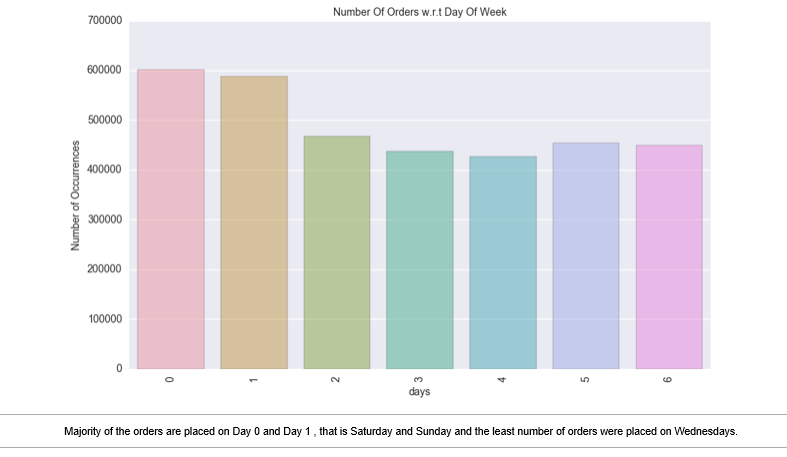 Number Of Orders w.r.t Day Of Week
700000
600000
500000
400000
300000
200000
100000
0
Number of Occurrences
0 1 2 3 4 5 6
days
Majority of the orders are placed on Day 0 and Day 1 , that is Saturday and Sunday and the least number of orders were placed on Wednesdays.